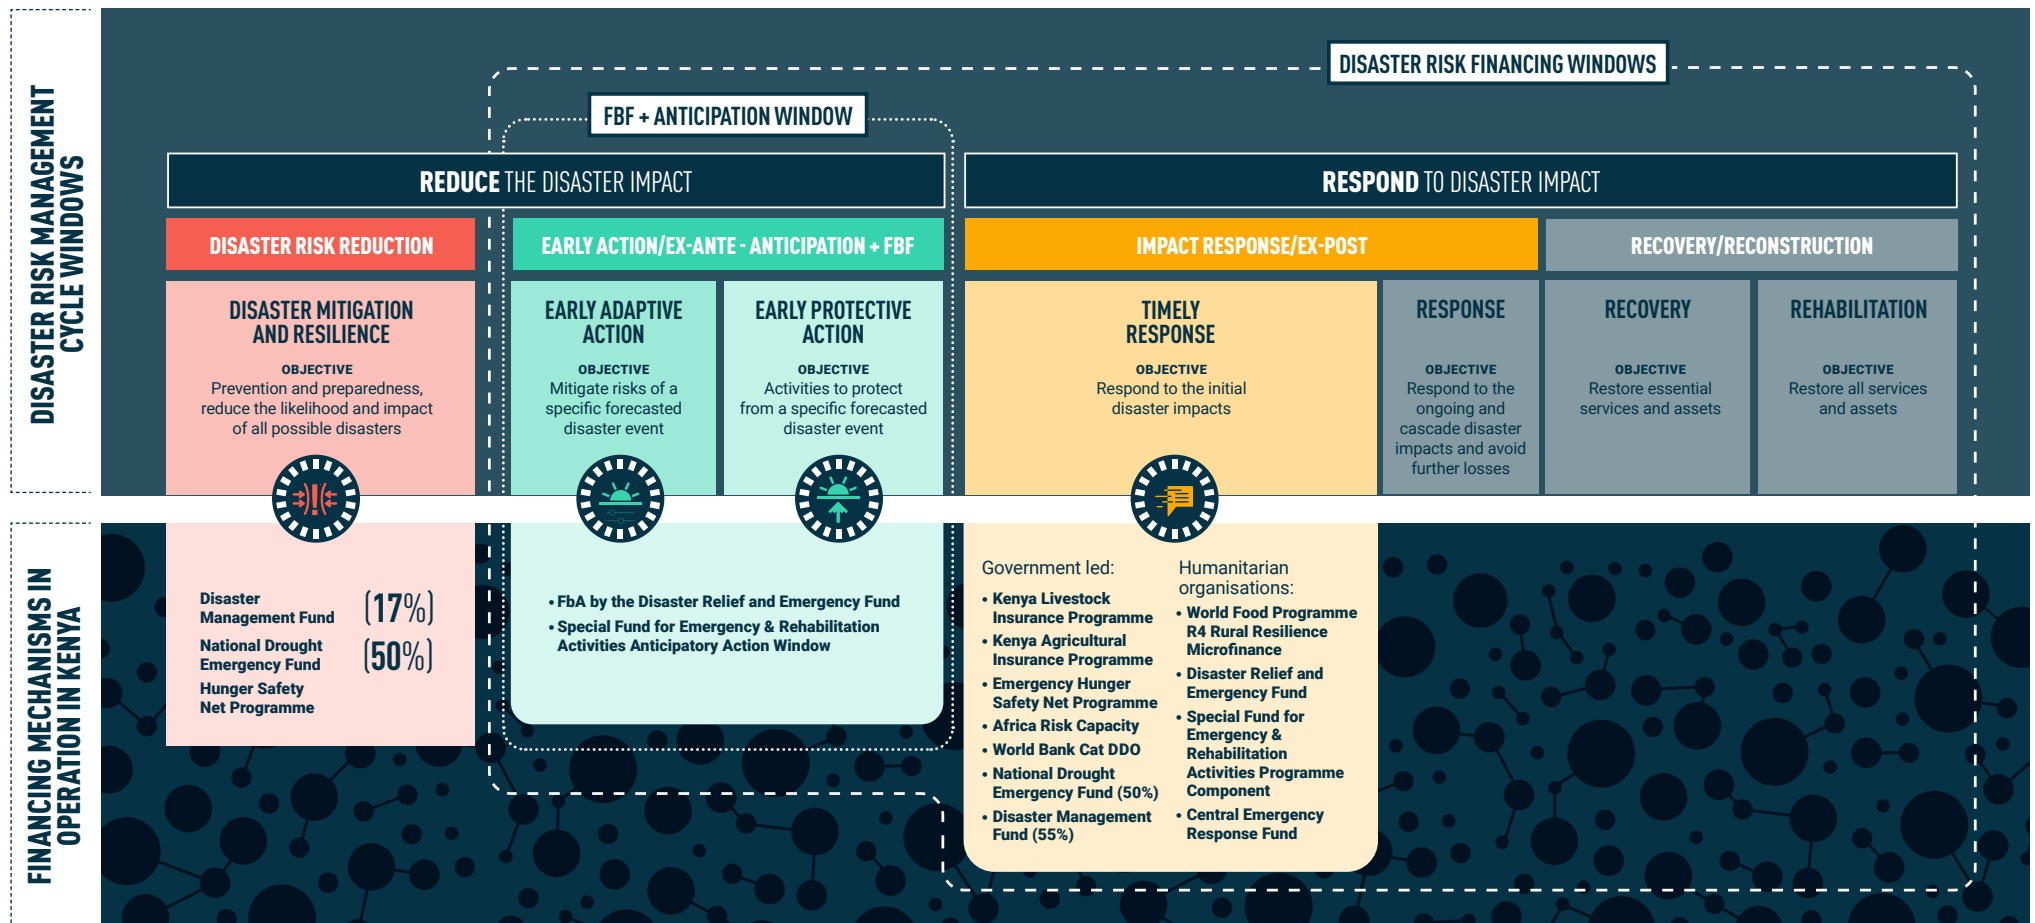 DISASTER RISK MANAGEMENT
CYCLE WINDOWS
DISASTER RISK FINANCING WINDOWS
FBF + ANTICIPATION WINDOW
REDUCE THE DISASTER IMPACT
RESPOND TO DISASTER IMPACT
DISASTER RISK REDUCTION
EARLY ACTION/EX-ANTE - ANTICIPATION + FBF
IMPACT RESPONSE/EX-POST
RECOVERY/RECONSTRUCTION
DISASTER MITIGATION
AND RESILIENCE
OBJECTIVE
Prevention and preparedness,
reduce the likelihood and impact
of all possible disasters
EARLY ADAPTIVE
ACTION
OBJECTIVE
Mitigate risks of a
specific forecasted
disaster event
EARLY PROTECTIVE
ACTION
OBJECTIVE
Activities to protect
from a specific forecasted
disaster event
TIMELY
RESPONSE
OBJECTIVE
Respond to the initial
disaster impacts
RESPONSE
OBJECTIVE
Respond to the
ongoing and
cascade disaster
impacts and avoid
further losses
RECOVERY
OBJECTIVE
Restore essential
services and assets
REHABILITATION
OBJECTIVE
Restore all services
and assets
FINANCING MECHANISMS IN
OPERATION IN KENYA
Disaster
Management Fund (17%)
National Drought
Emergency Fund (50%)
Hunger Safety
Net Programme
• FbA by the Disaster Relief and Emergency Fund
• Special Fund for Emergency & Rehabilitation
Activities Anticipatory Action Window
Government led:
• Kenya Livestock
Insurance Programme
• Kenya Agricultural
Insurance Programme
• Emergency Hunger
Safety Net Programme
• Africa Risk Capacity
• World Bank Cat DDO
• National Drought
Emergency Fund (50%)
• Disaster Management
Fund (55%)
Humanitarian
organisations:
• World Food Programme
R4 Rural Resilience
Microfinance
• Disaster Relief and
Emergency Fund
• Special Fund for
Emergency &
Rehabilitation
Activities Programme
Component
• Central Emergency
Response Fund